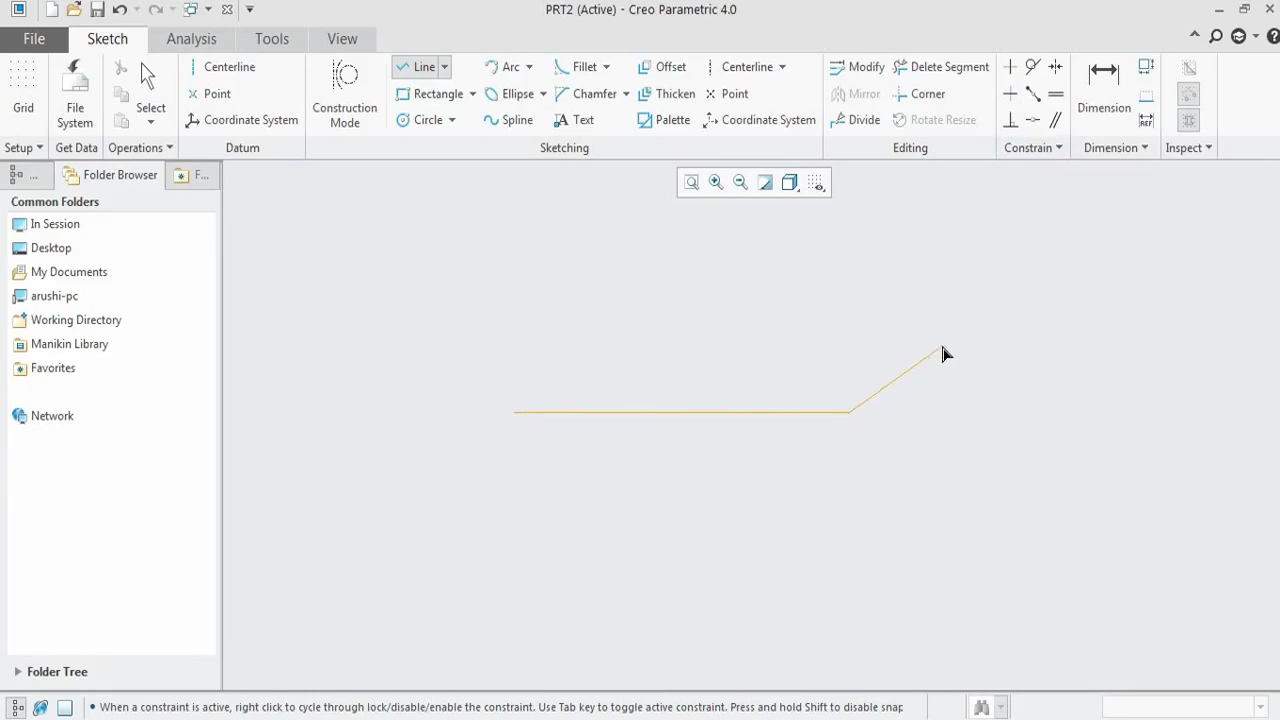 PRT2 (Active) - Creo Parametric 4.0
File Sketch Analysis Tools View
Grid
Setup
File System
Get Data
Select
Operations
Centerline
Point
Coordinate System
Datum
Construction Mode
Line Arc Fillet Offset Centerline
Rectangle Ellipse Chamfer Thicken Point
Circle Spline Text Palette Coordinate System
Sketching
Modify Delete Segment
Mirror Corner
Divide Rotate Resize
Editing
Constrain
Dimension
REF
Dimension
Inspect
... Folder Browser F...
Common Folders
In Session
Desktop
My Documents
arushi-pc
Working Directory
Manikin Library
Favorites
Network
Folder Tree
When a constraint is active, right click to cycle through lock/disable/enable the constraint. Use Tab key to toggle active constraint. Press and hold Shift to disable snap